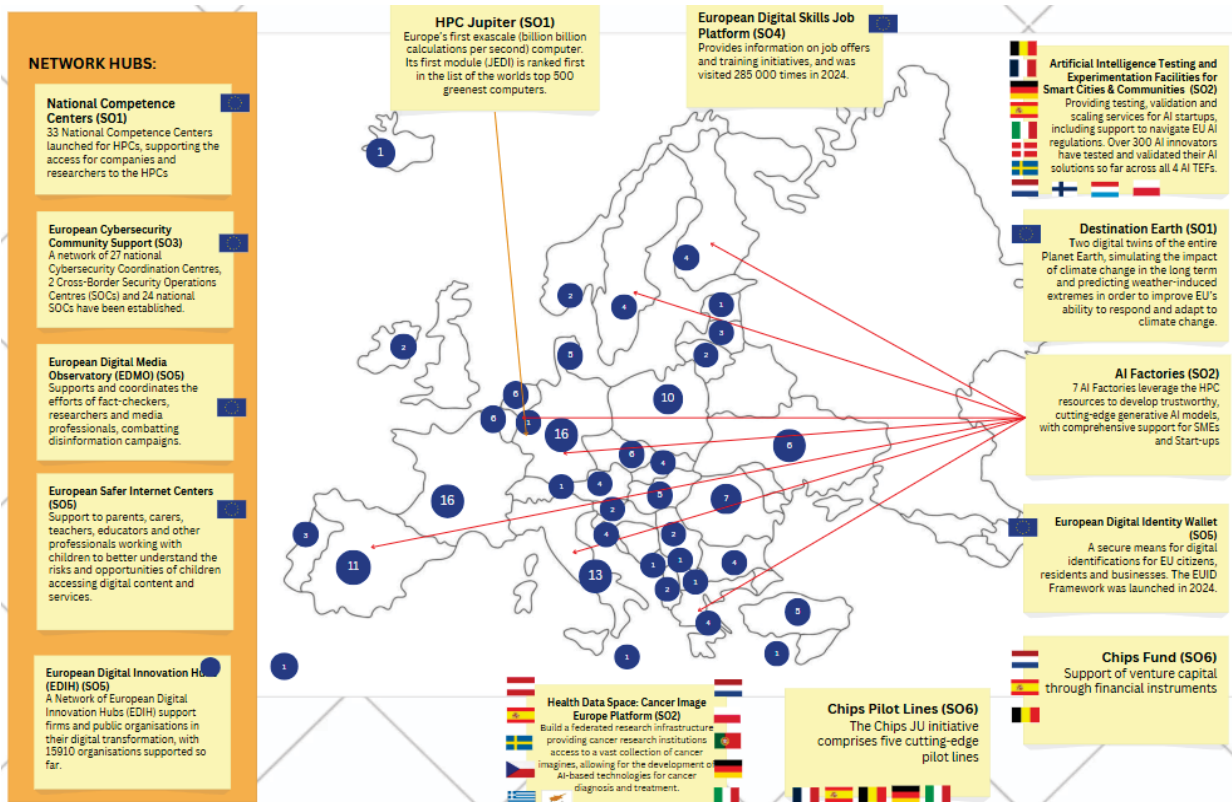 NETWORK HUBS:
National Competence
Centers (SO1)
33 National Competence Centers
launched for HPCs, supporting the
access for companies and
researchers to the HPCs
European Cybersecurity
Community Support (SO3)
A network of 27 national
Cybersecurity Coordination Centres,
2 Cross-Border Security Operations
Centres (SOCs) and 24 national
SOCs have been established.
European Digital Media
Observatory (EDMO) (SO5)
Supports and coordinates the
efforts of fact-checkers,
researchers and media
professionals, combatting
disinformation campaigns.
European Safer Internet Centers
(SO5)
Support to parents, carers,
teachers, educators and other
professionals working with
children to better understand the
risks and opportunities of children
accessing digital content and
services.
European Digital Innovation Hu
(EDIH) (SO5)
A Network of European Digital
Innovation Hubs (EDIH) support
firms and public organisations in
their digital transformation, with
15910 organisations supported so
far.
HPC Jupiter (SO1)
Europe's first exascale (billion billion
calculations per second) computer.
Its first module (JEDI) is ranked first
in the list of the worlds top 500
greenest computers.
European Digital Skills Job
Platform (SO4)
Provides information on job offers
and training initiatives, and was
visited 285 000 times in 2024.
Artificial Intelligence Testing and
Experimentation Facilities for
Smart Cities & Communities (SO2)
Providing testing, validation and
scaling services for AI startups,
including support to navigate EU AI
regulations. Over 300 AI innovators
have tested and validated their AI
solutions so far across all 4 AI TEFs.
Destination Earth (SO1)
Two digital twins of the entire
Planet Earth, simulating the impact
of climate change in the long term
and predicting weather-induced
extremes in order to improve EU's
ability to respond and adapt to
climate change.
AI Factories (SO2)
7 AI Factories leverage the HPC
resources to develop trustworthy,
cutting-edge generative AI models,
with comprehensive support for SMEs
and Start-ups
European Digital Identity Wallet
(SO5)
A secure means for digital
identifications for EU citizens,
residents and businesses. The EUID
Framework was launched in 2024.
Chips Fund (SO6)
Support of venture capital
through financial instruments
Chips Pilot Lines (SO6)
The Chips JU initiative
comprises five cutting-edge
pilot lines
Health Data Space: Cancer Image
Europe Platform (SO2)
Build a federated research infrastructure
providing cancer research institutions
access to a vast collection of cancer
imagines, allowing for the development of
AI-based technologies for cancer
diagnosis and treatment.
1
4
2
4
1
3
2
2
5
6
10
6
1
16
6
6
4
1
4
5
7
16
2
3
4
2
11
13
1
1
4
2
1
4
5
1
1
1